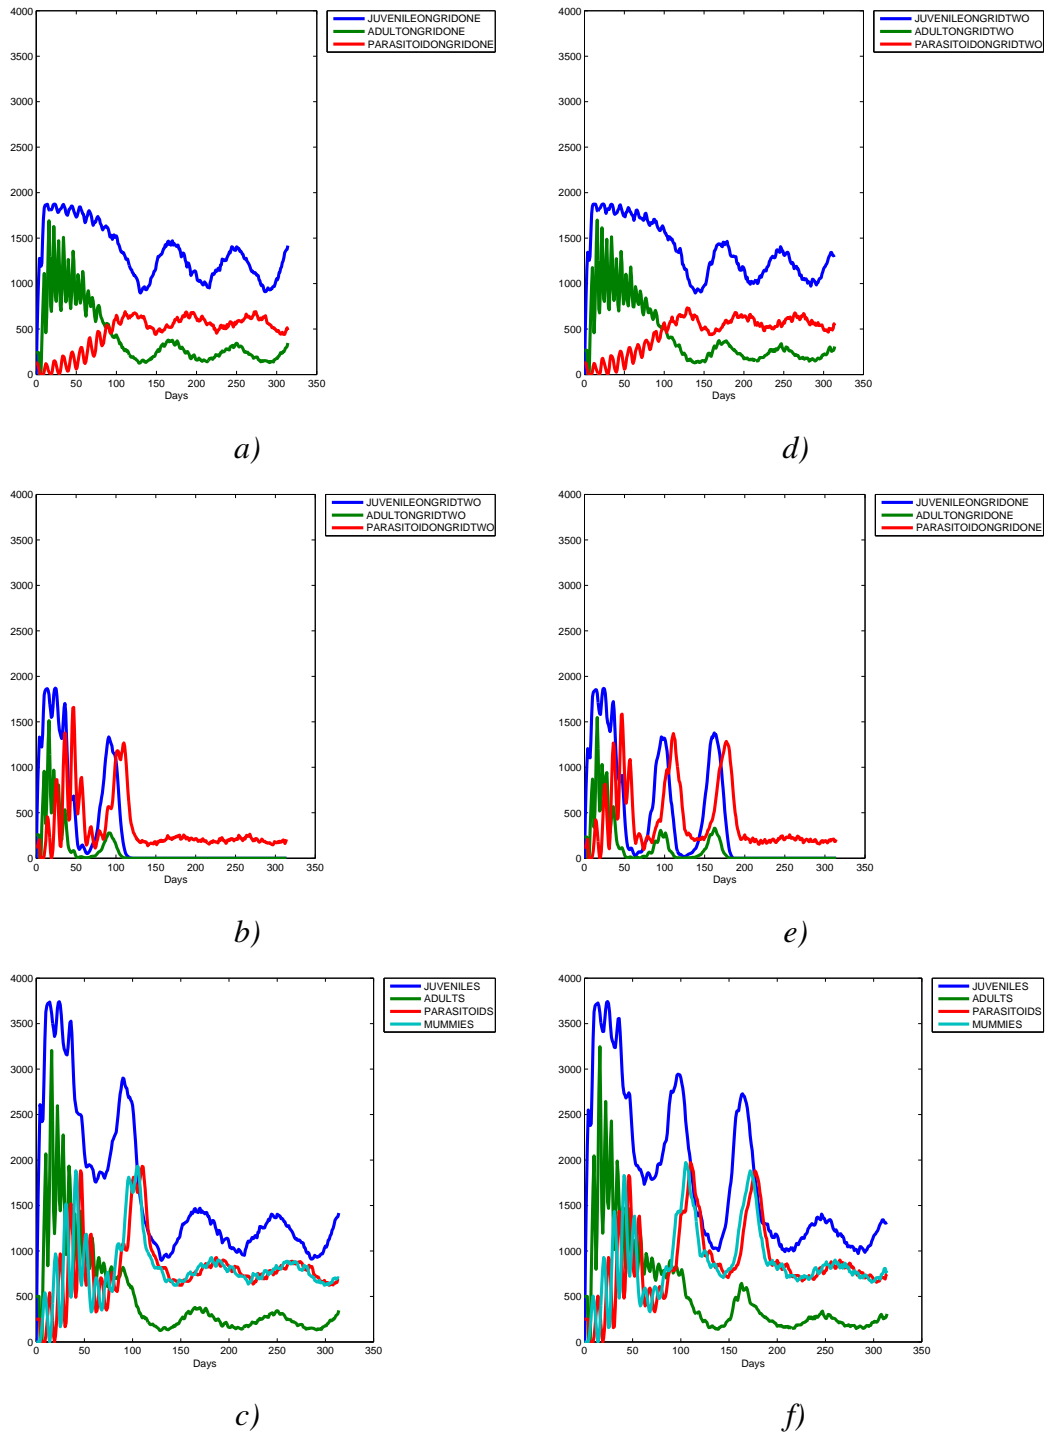 JUVENILEONGRIDONE
ADULTONGRIDONE
PARASITOIDONGRIDONE
4000
3500
3000
2500
2000
1500
1000
500
0
0 50 100 150 200 250 300 350
Days
a)
JUVENILEONGRIDTWO
ADULTONGRIDTWO
PARASITOIDONGRIDTWO
4000
3500
3000
2500
2000
1500
1000
500
0
0 50 100 150 200 250 300 350
Days
d)
JUVENILEONGRIDTWO
ADULTONGRIDTWO
PARASITOIDONGRIDTWO
4000
3500
3000
2500
2000
1500
1000
500
0
0 50 100 150 200 250 300 350
Days
b)
JUVENILEONGRIDONE
ADULTONGRIDONE
PARASITOIDONGRIDONE
4000
3500
3000
2500
2000
1500
1000
500
0
0 50 100 150 200 250 300 350
Days
e)
JUVENILES
ADULTS
PARASITOIDS
MUMMIES
4000
3500
3000
2500
2000
1500
1000
500
0
0 50 100 150 200 250 300 350
Days
c)
JUVENILES
ADULTS
PARASITOIDS
MUMMIES
4000
3500
3000
2500
2000
1500
1000
500
0
0 50 100 150 200 250 300 350
Days
f)